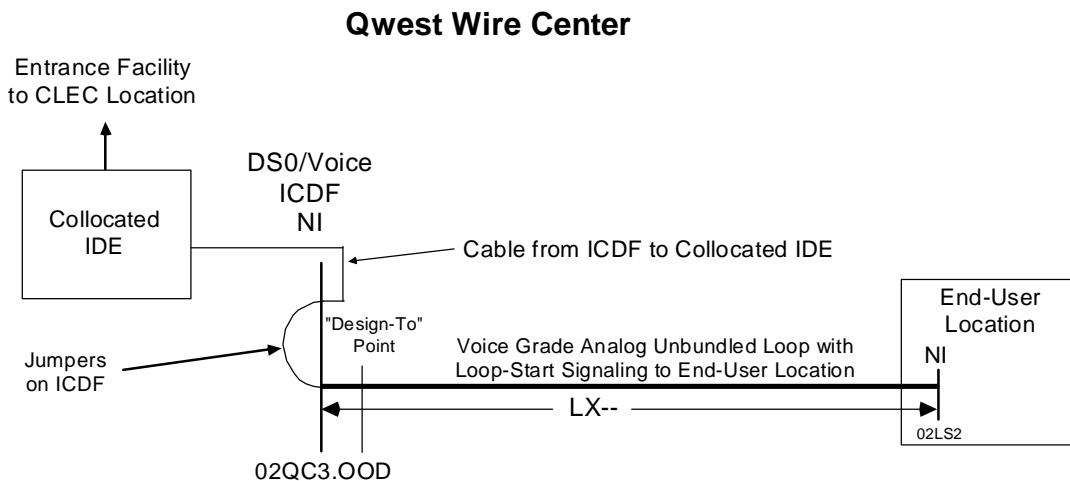 Qwest Wire Center
Entrance Facility
to CLEC Location
DS0/Voice
ICDF
NI
Collocated
IDE
Cable from ICDF to Collocated IDE
"Design-To"
Point
Jumpers
on ICDF
Voice Grade Analog Unbundled Loop with
Loop-Start Signaling to End-User Location
End-User
Location
NI
LX--
02LS2
02QC3.OOD